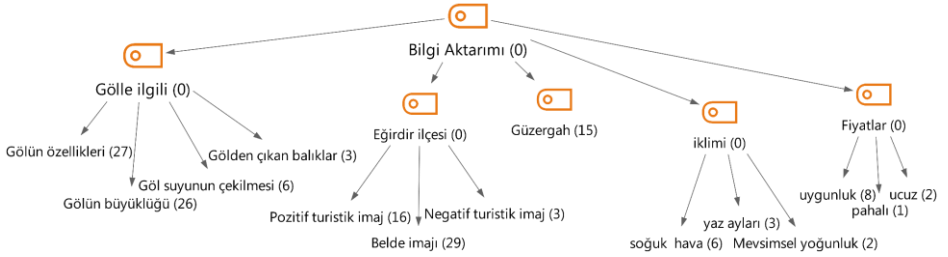 Bilgi Aktarımı (0)
Gölle ilgili (0)
Gölün özellikleri (27)
Gölün büyüklüğü (26)
Göl suyunun çekilmesi (6)
Gölden çıkan balıklar (3)
Eğirdir ilçesi (0)
Pozitif turistik imaj (16)
Belde imajı (29)
Negatif turistik imaj (3)
Güzergah (15)
iklimi (0)
soğuk hava (6)
yaz ayları (3)
Mevsimsel yoğunluk (2)
Fiyatlar (0)
uygunluk (8)
pahalı (1)
ucuz (2)